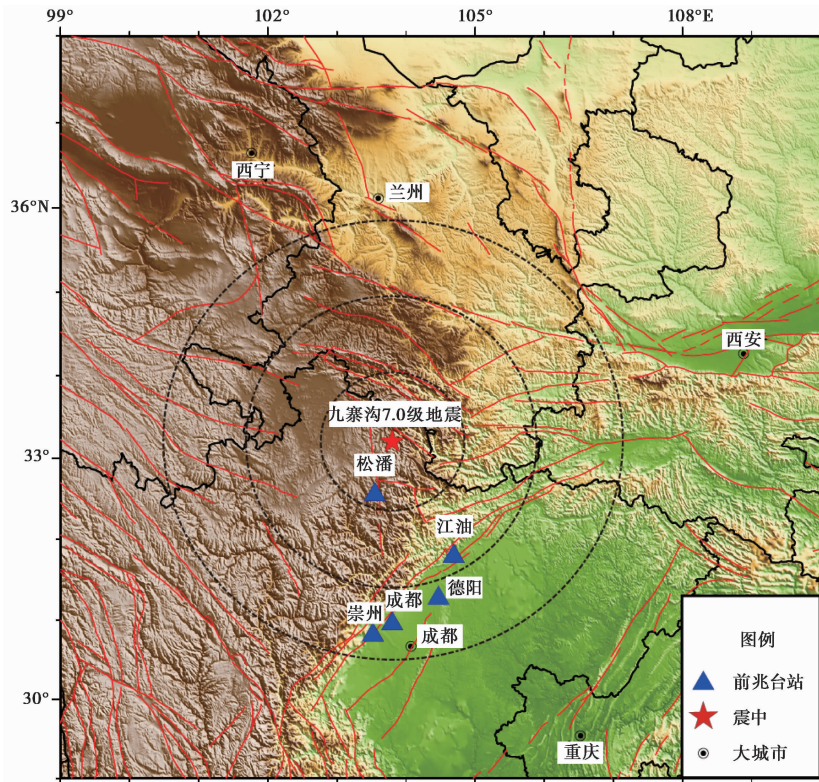 99°
102°
105°
108°E
西宁
兰州
36°N
西安
九寨沟7.0级地震
33°
松潘
江油
德阳
成都
崇州
成都
图例
前兆台站
30°
震中
重庆
大城市